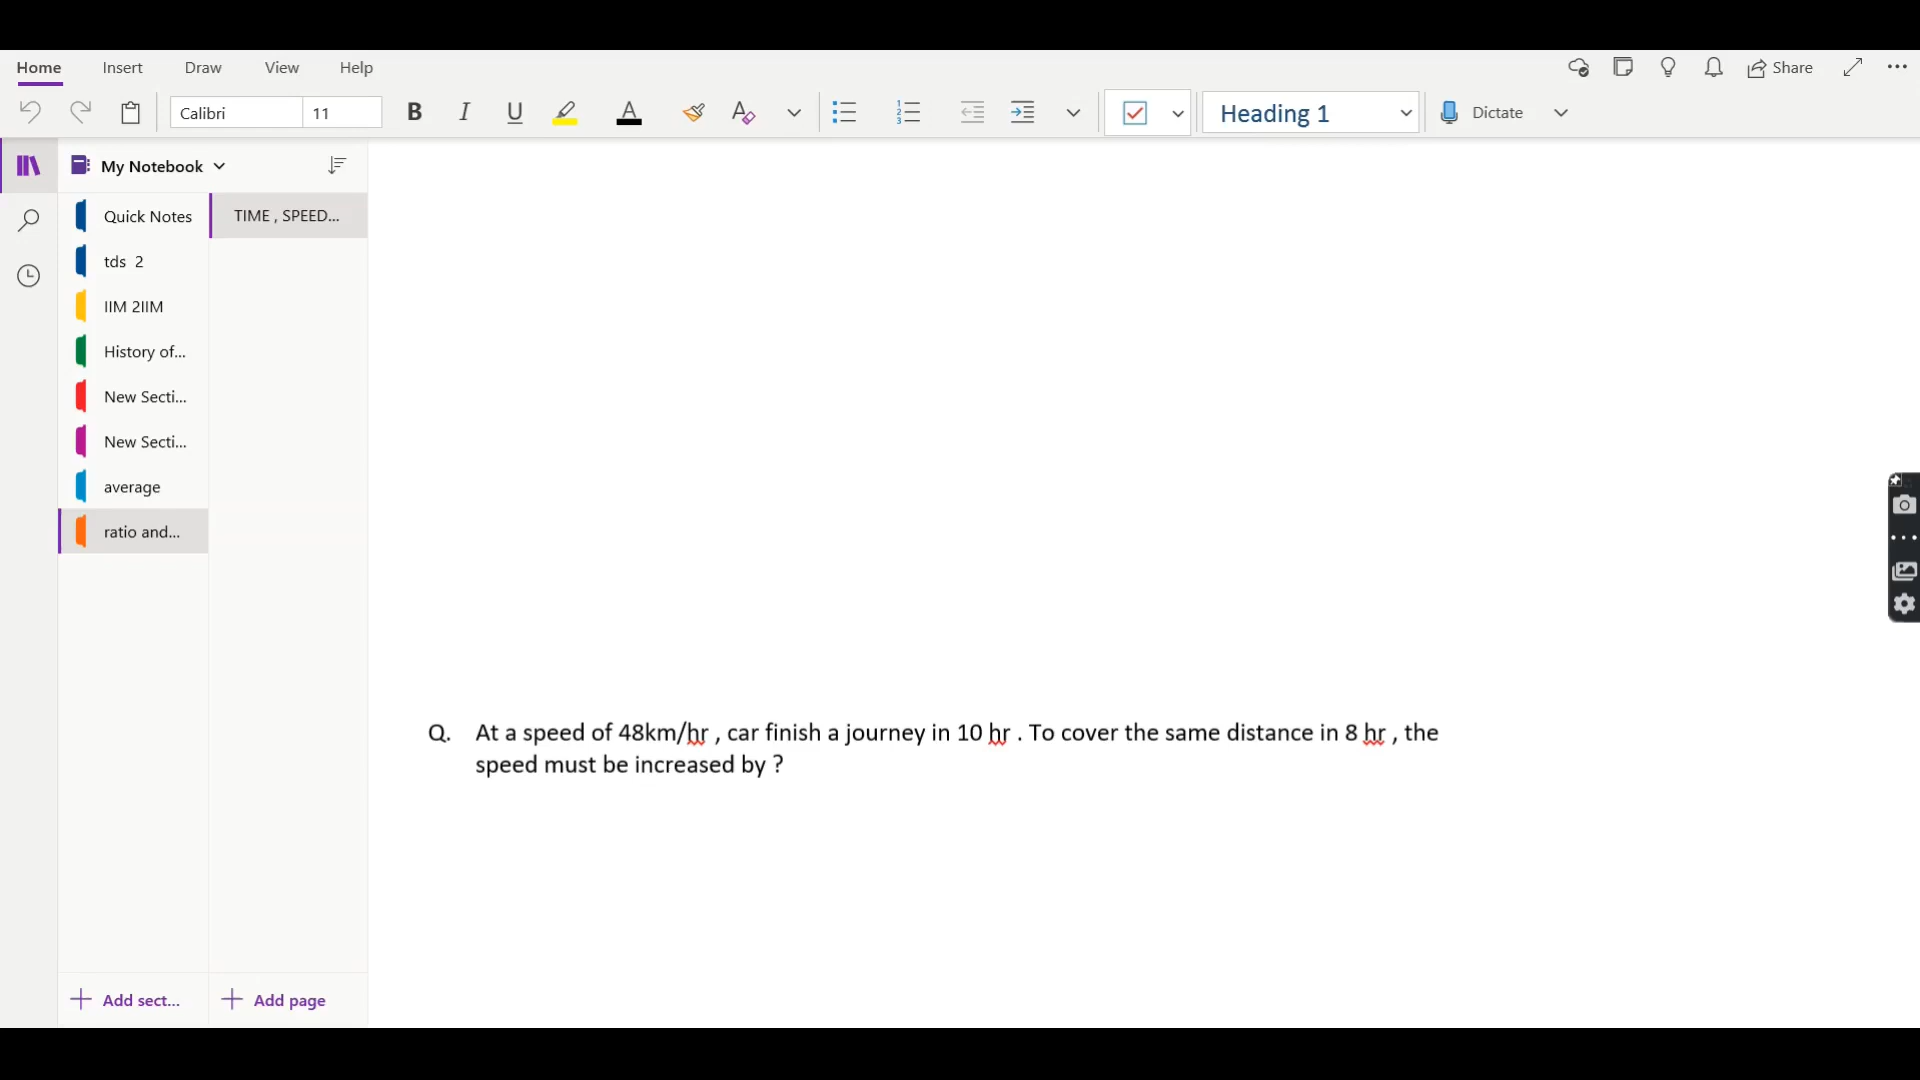 Home Insert Draw View Help Share
Calibri 11 B I U A A Heading 1 Dictate
My Notebook
Quick Notes
tds 2
IIM 2IIM
History of...
New Secti...
New Secti...
average
ratio and...
TIME , SPEED...
Q. At a speed of 48km/hr , car finish a journey in 10 hr . To cover the same distance in 8 hr , the
speed must be increased by ?
Add sect... Add page